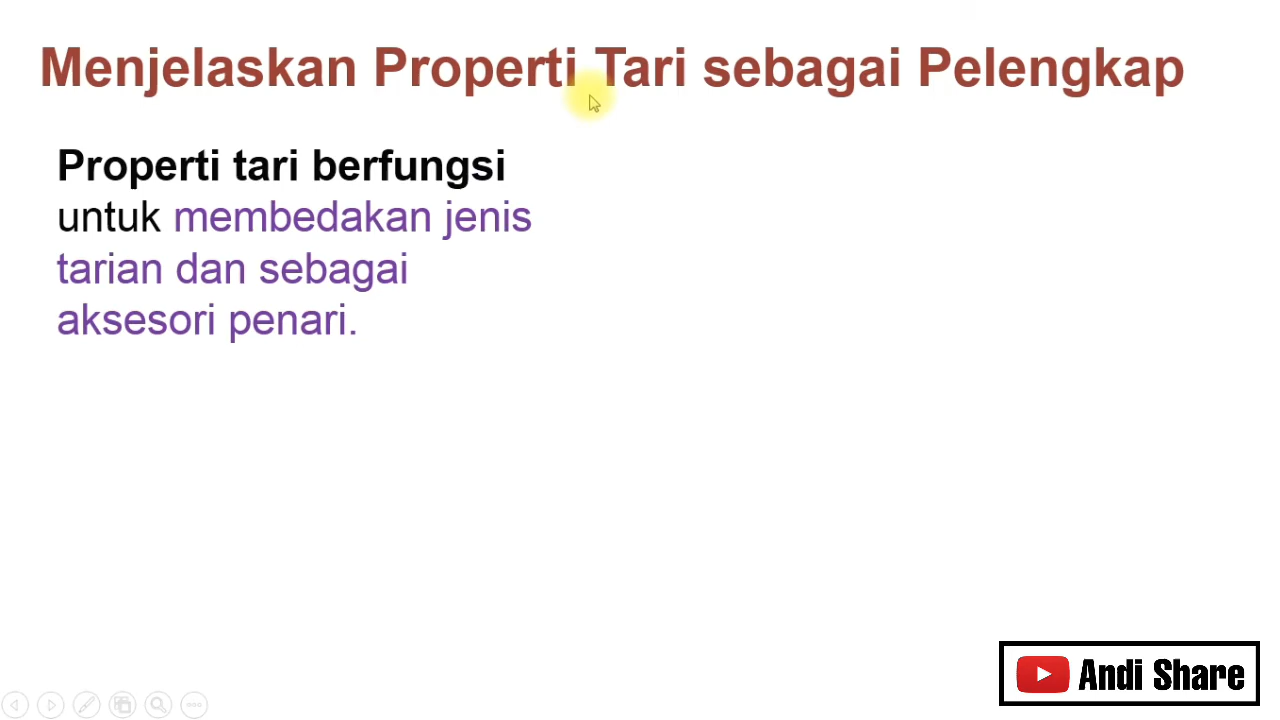 Menjelaskan Properti Tari sebagai Pelengkap
Properti tari berfungsi
untuk membedakan jenis
tarian dan sebagai
aksesori penari.
Andi Share